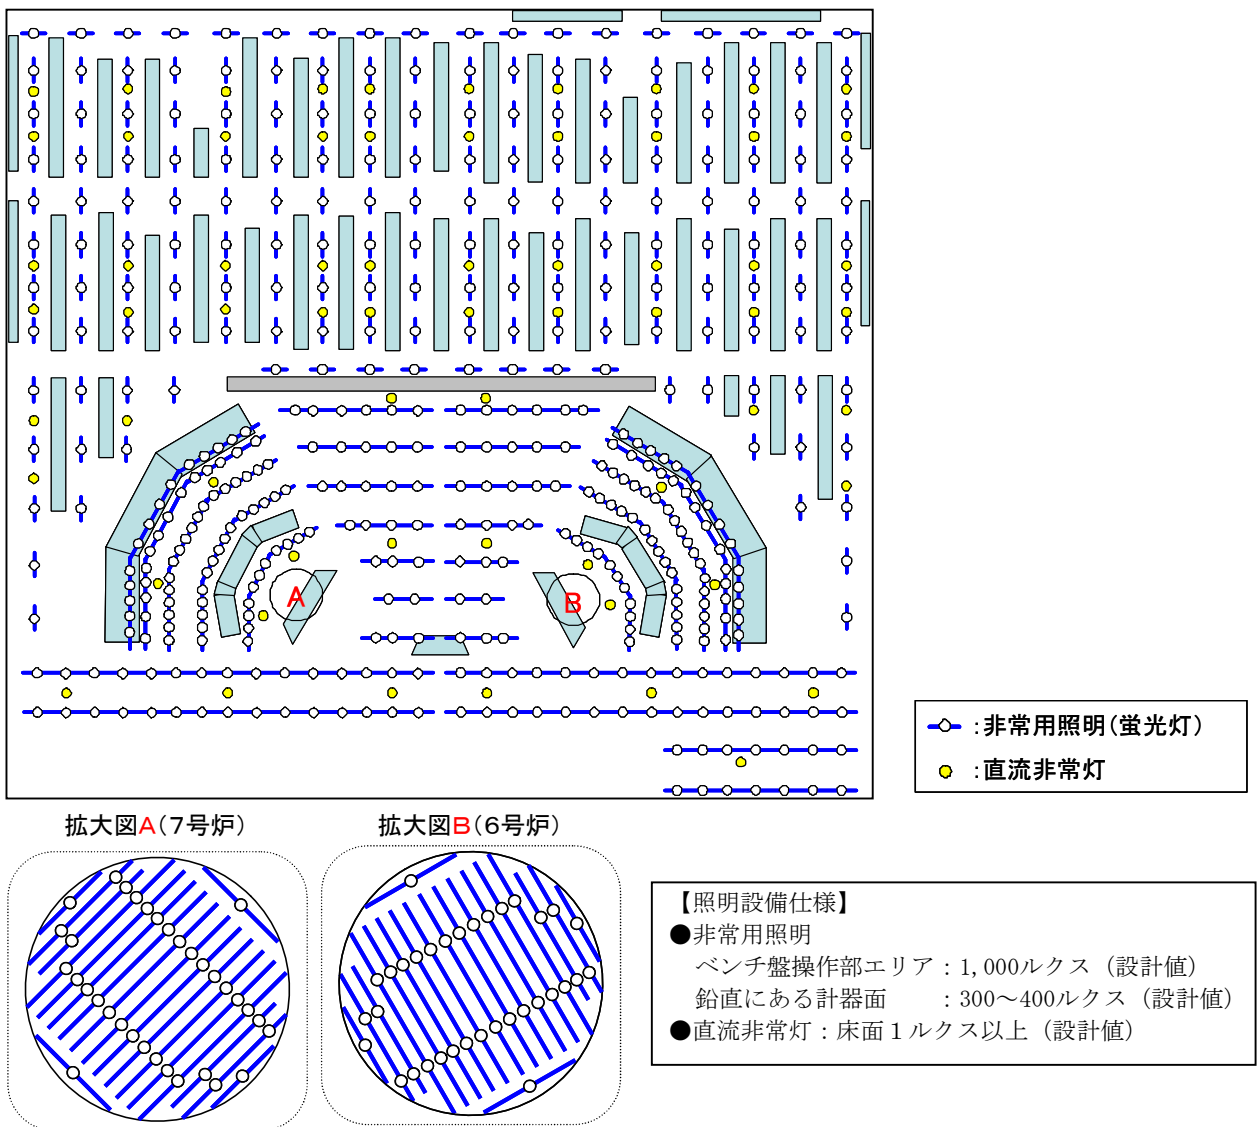 A
B
：非常用照明(蛍光灯)
：直流非常灯
拡大図A(7号炉)
拡大図B(6号炉)
【照明設備仕様】
●非常用照明
ベンチ盤操作部エリア：1,000ルクス（設計値）
鉛直にある計器面　　：300～400ルクス（設計値）
●直流非常灯：床面１ルクス以上（設計値）